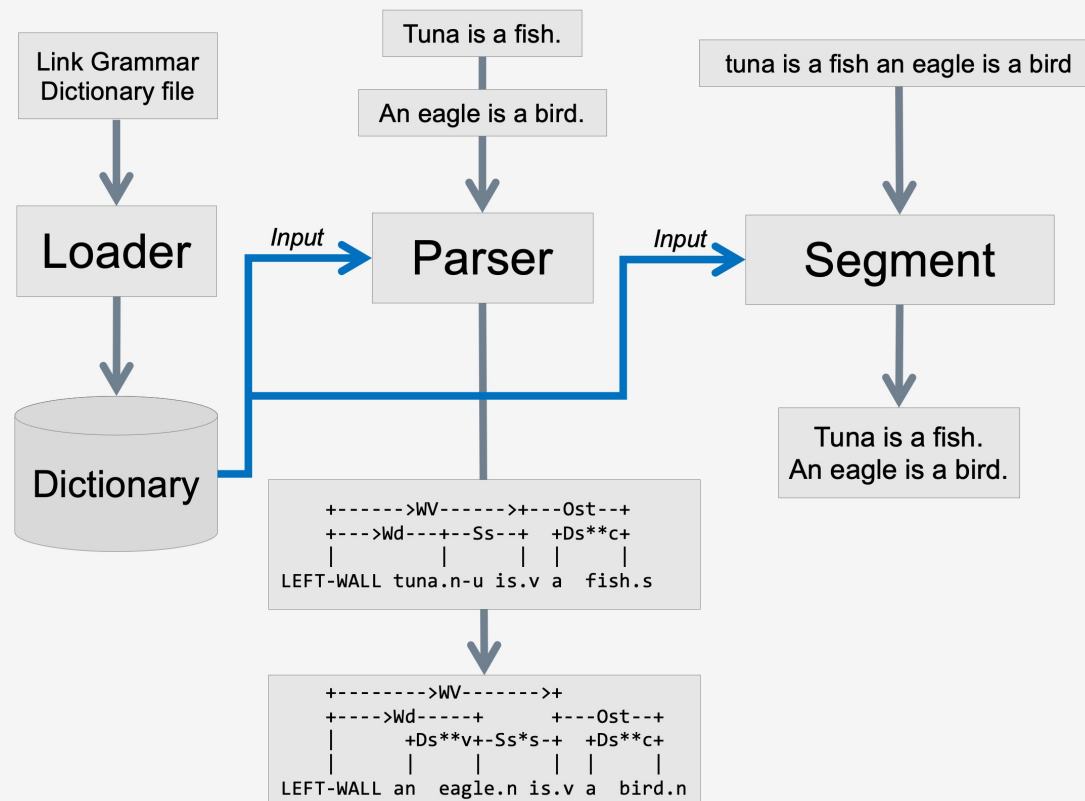 Link Grammar
Dictionary file
Loader
Dictionary
Tuna is a fish.
An eagle is a bird.
Input
Parser
    +------>WV------>+---Ost--+
    +--->Wd---+--Ss--+  +Ds**c+
    |         |      |  |     |
LEFT-WALL tuna.n-u is.v a  fish.s
    +-------->WV------->+
    +---->Wd-----+      +---Ost--+
    |      +Ds**v+-Ss*s-+  +Ds**c+
    |      |     |      |  |     |
LEFT-WALL an  eagle.n is.v a  bird.n
tuna is a fish an eagle is a bird
Input
Segment
Tuna is a fish.
An eagle is a bird.